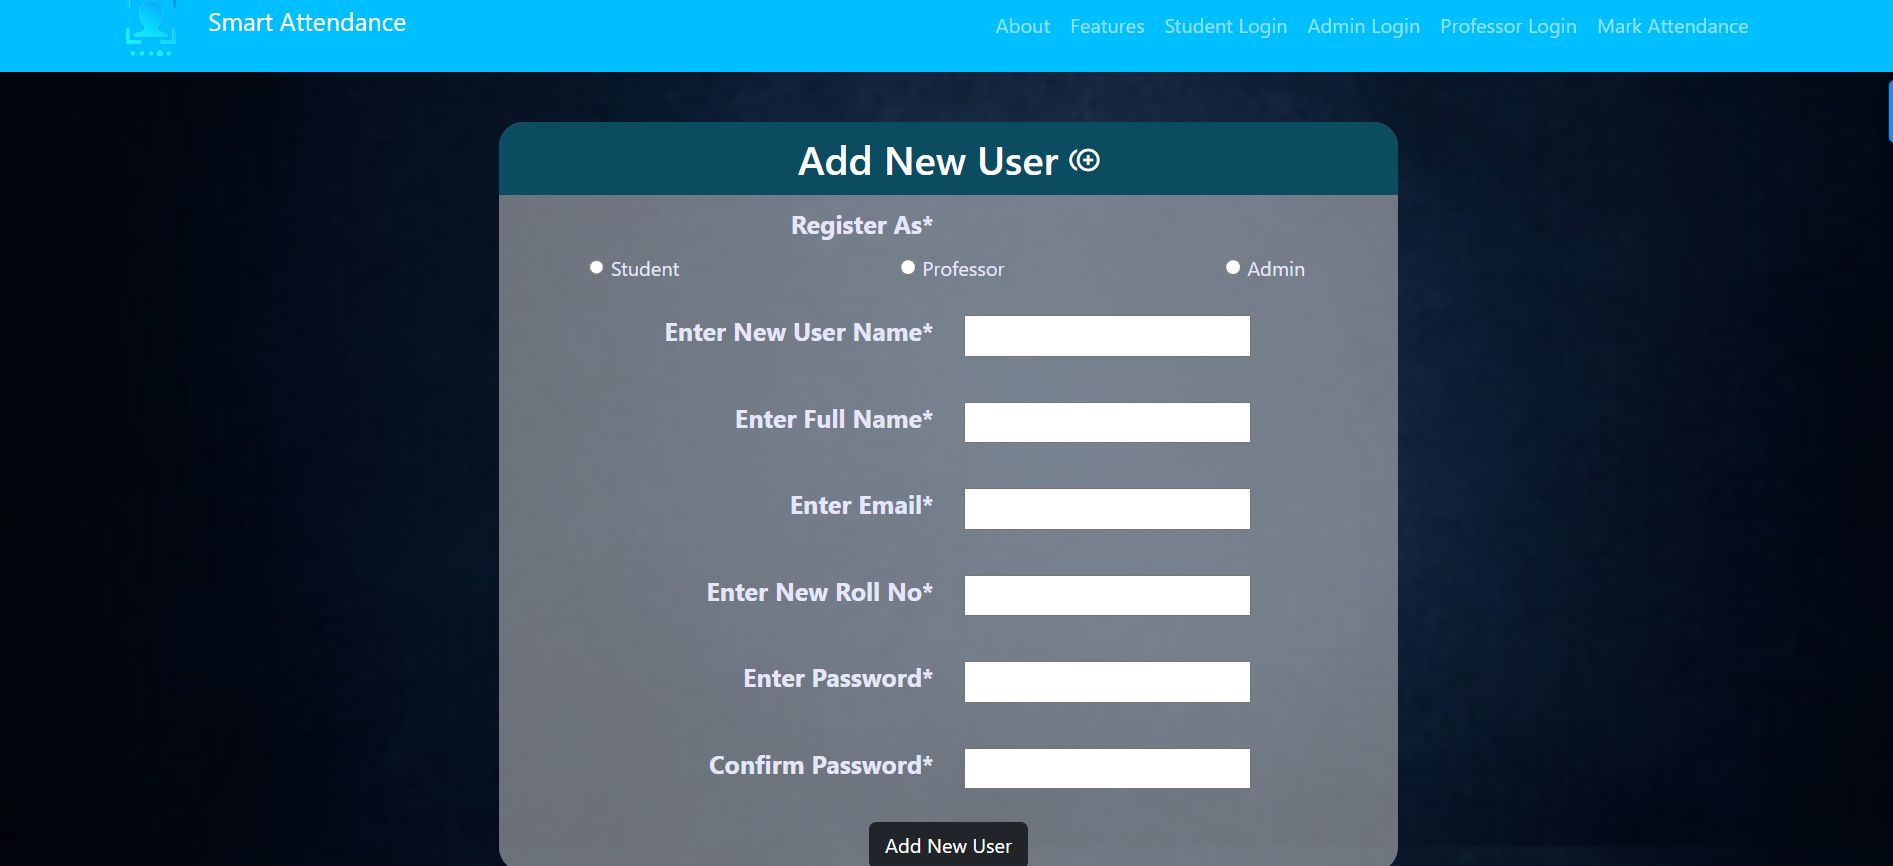 Smart Attendance
About Features Student Login Admin Login Professor Login Mark Attendance
Add New User
Register As*
Student Professor Admin
Enter New User Name*
Enter Full Name*
Enter Email*
Enter New Roll No*
Enter Password*
Confirm Password*
Add New User